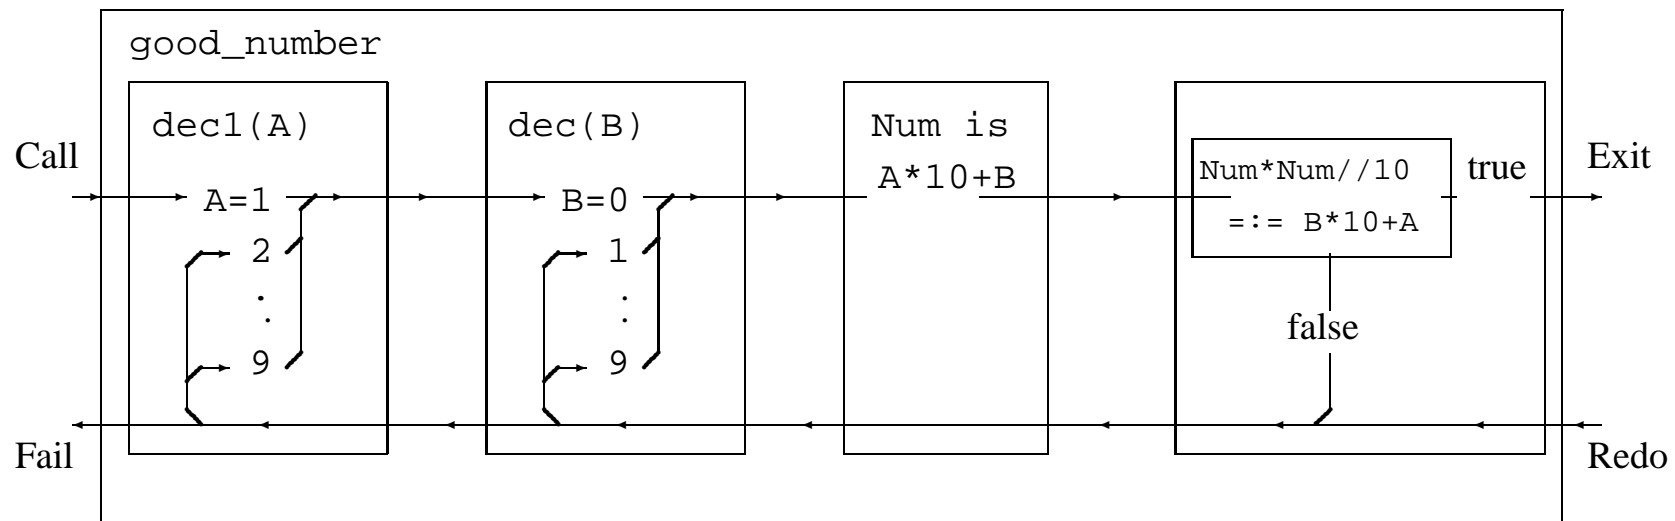 good_number
dec1(A)
dec(B)
Num is
A*10+B
Call
Num*Num//10
=:= B*10+A
true
Exit
A=1
2
.
.
9
B=0
1
.
.
9
false
Fail
Redo